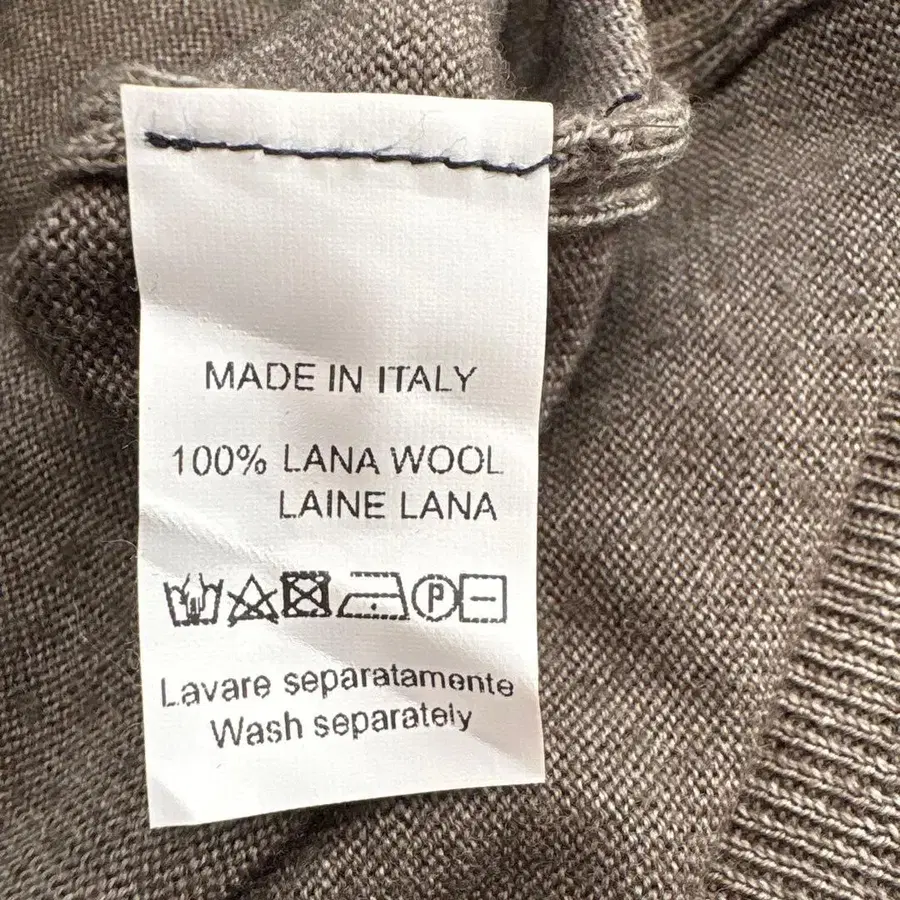 MADE IN ITALY
100% LANA WOOL
LAINE LANA
P
Lavare separatamente
Wash separately